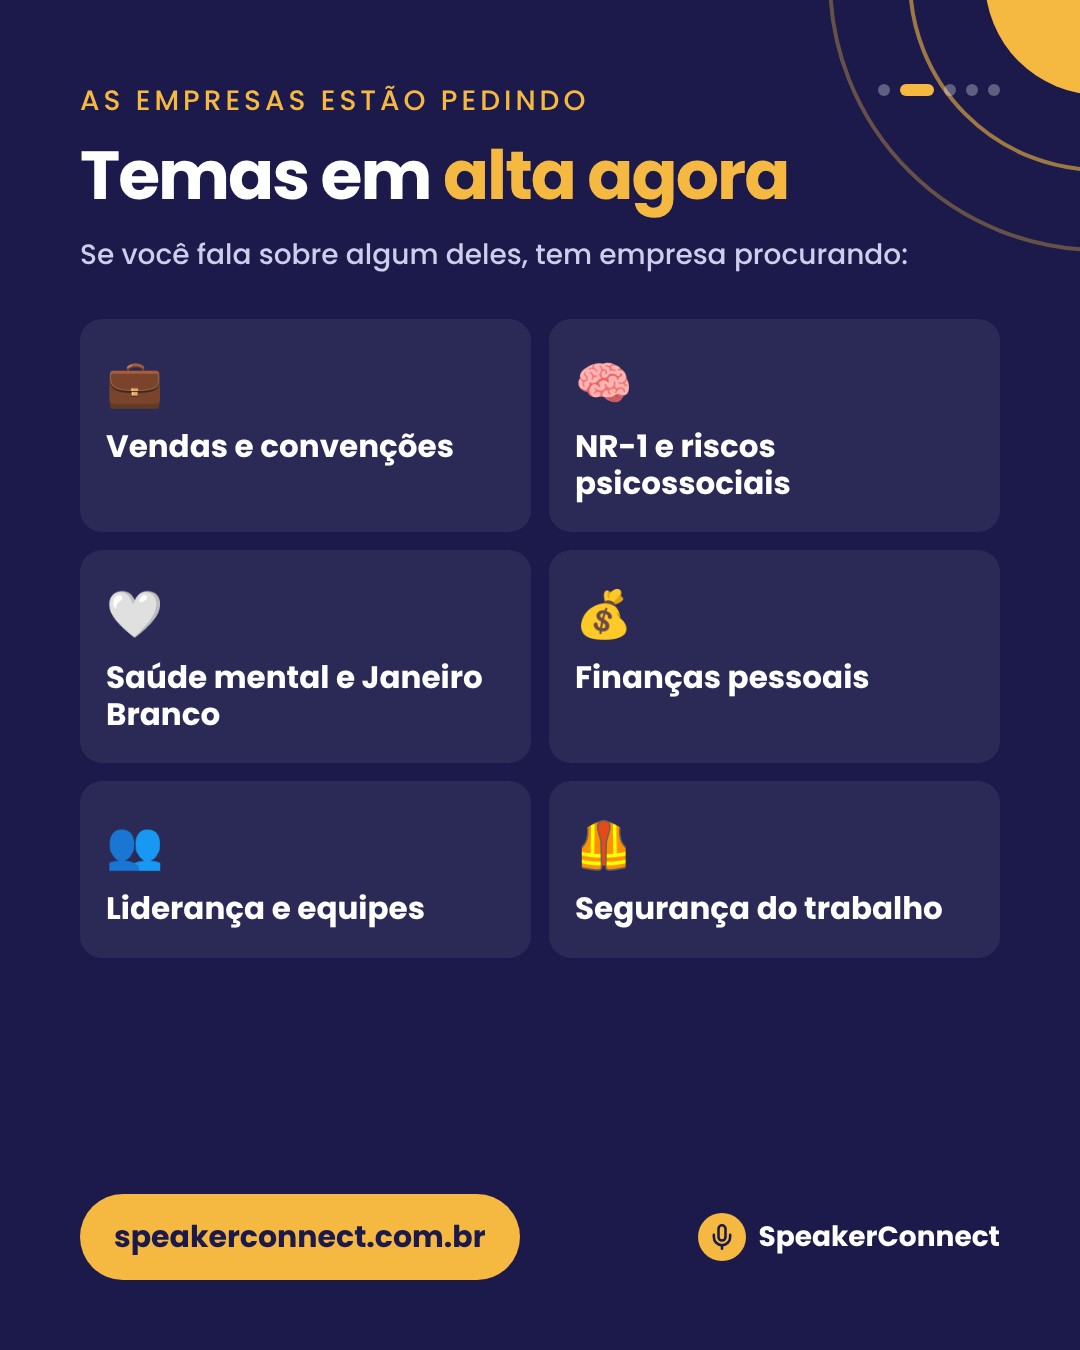 AS EMPRESAS ESTÃO PEDINDO
Temas em alta agora
Se você fala sobre algum deles, tem empresa procurando:
Vendas e convenções
NR-1 e riscos
psicossociais
Saúde mental e Janeiro
Branco
Finanças pessoais
Liderança e equipes
Segurança do trabalho
speakerconnect.com.br
SpeakerConnect